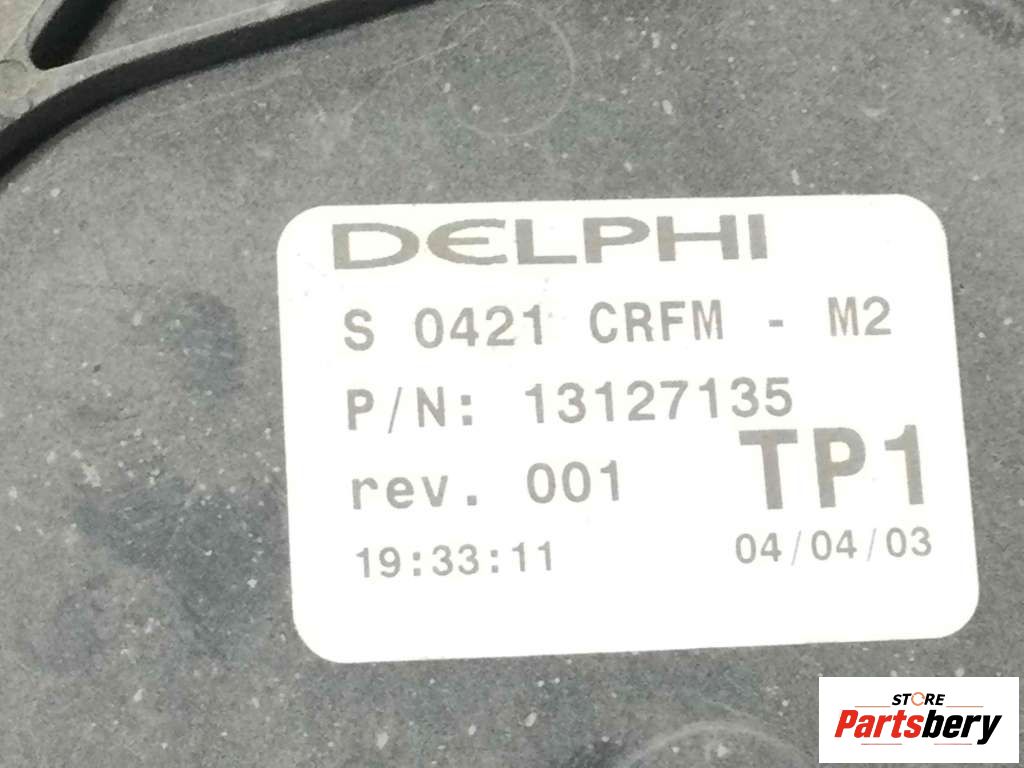 DELPHI
S 0421 CRFM - M2
P/N: 13127135
rev. 001 TP1
19:33:11 04/04/03
STORE
Partsbery